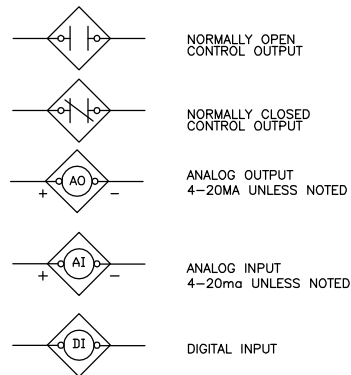 NORMALLY OPEN
CONTROL OUTPUT
NORMALLY CLOSED
CONTROL OUTPUT
AO
+ −
ANALOG OUTPUT
4−20MA UNLESS NOTED
AI
+ −
ANALOG INPUT
4−20ma UNLESS NOTED
DI
DIGITAL INPUT